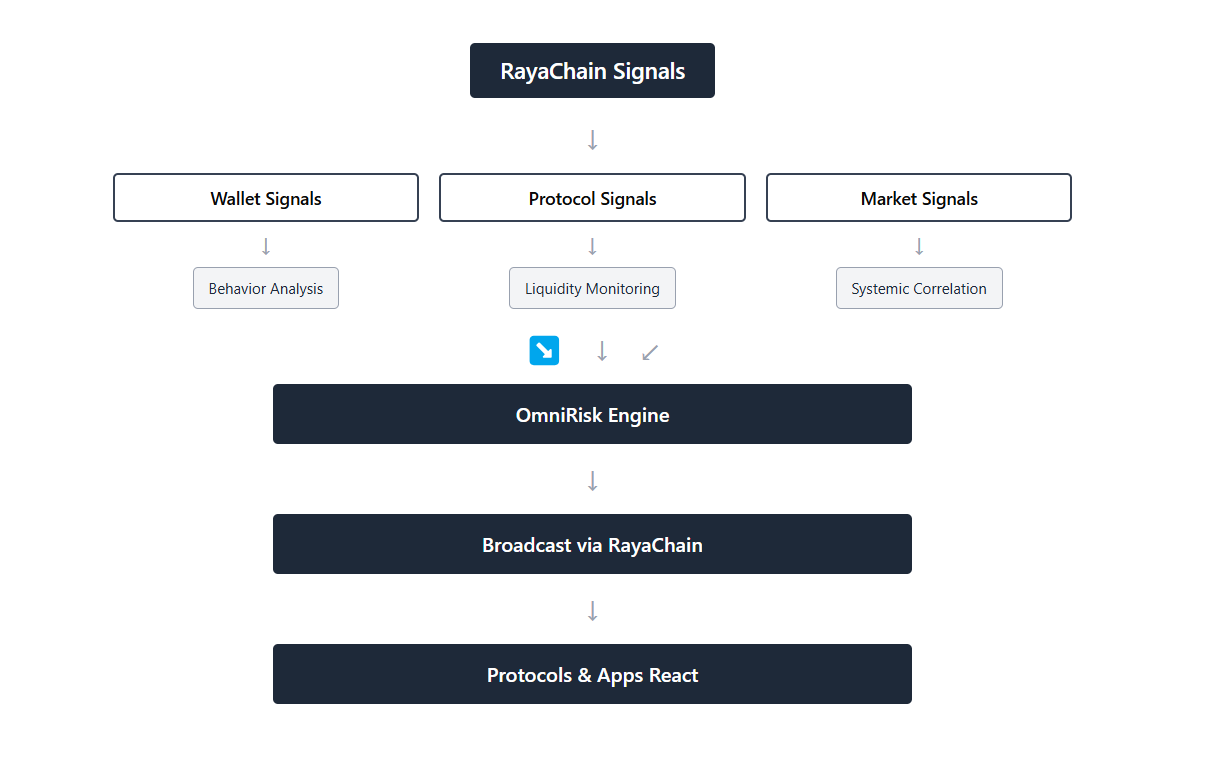 RayaChain Signals
↓
Wallet Signals
Protocol Signals
Market Signals
↓ ↓ ↓
Behavior Analysis
Liquidity Monitoring
Systemic Correlation
↘ ↓ ↙
OmniRisk Engine
↓
Broadcast via RayaChain
↓
Protocols & Apps React